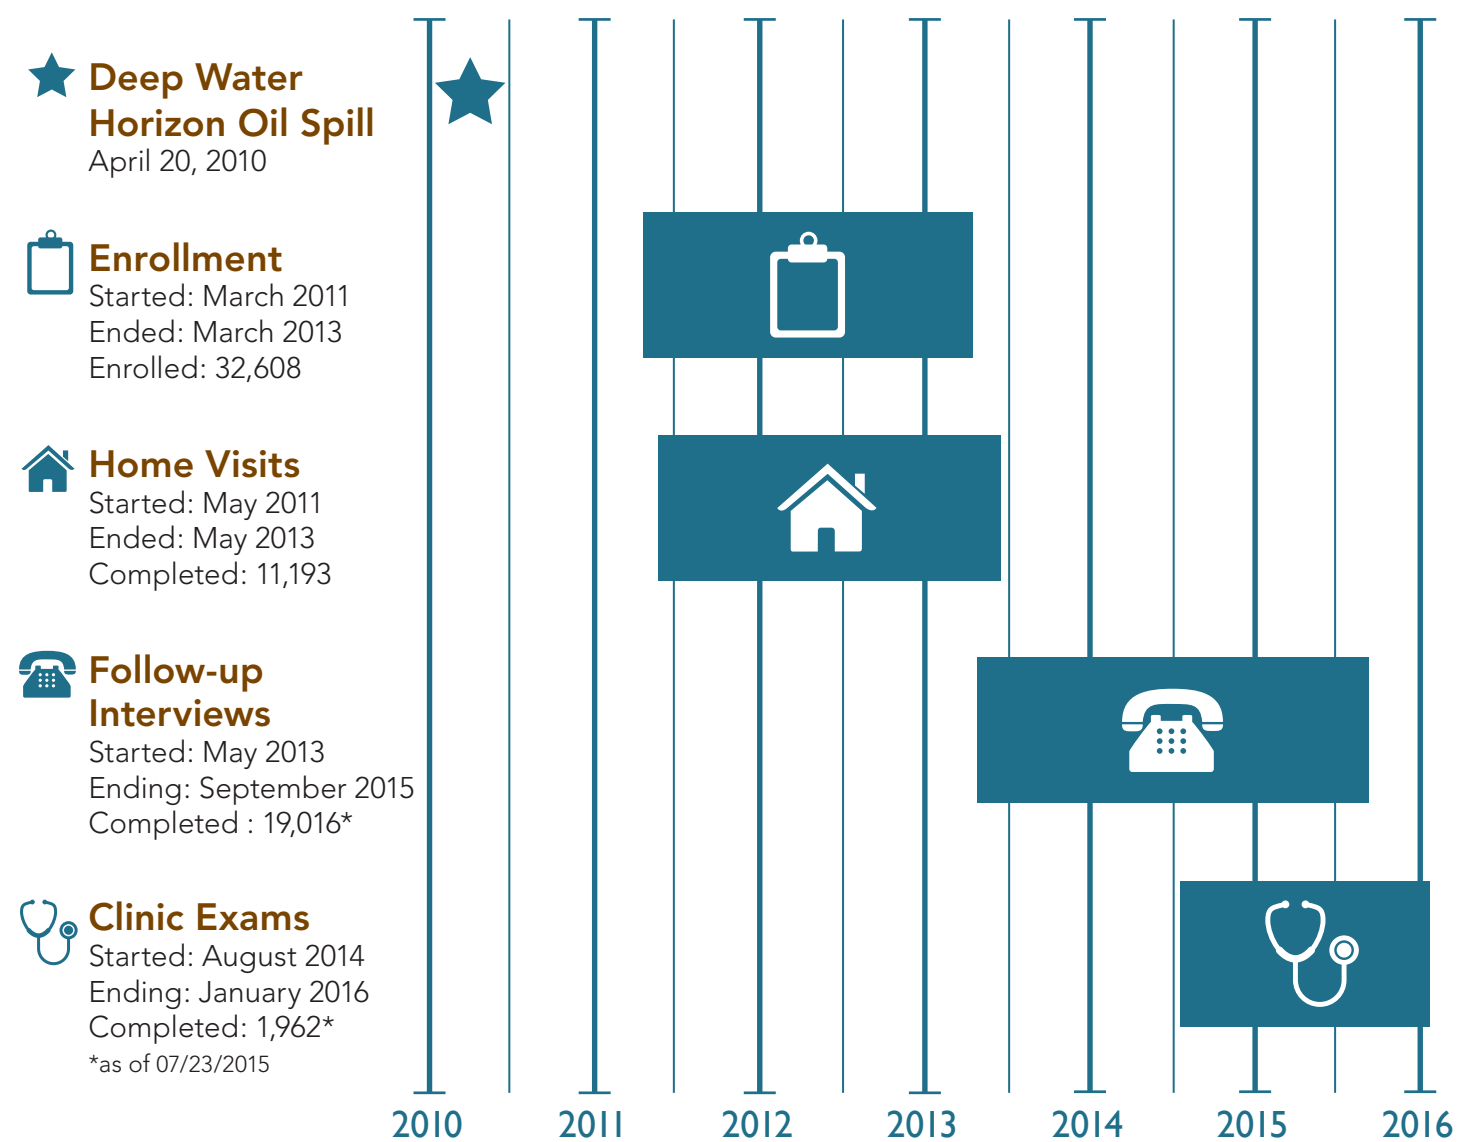 Deep Water
Horizon Oil Spill
April 20, 2010
Enrollment
Started: March 2011
Ended: March 2013
Enrolled: 32,608
Home Visits
Started: May 2011
Ended: May 2013
Completed: 11,193
Follow-up
Interviews
Started: May 2013
Ending: September 2015
Completed : 19,016*
Clinic Exams
Started: August 2014
Ending: January 2016
Completed: 1,962*
*as of 07/23/2015
2010 2011 2012 2013 2014 2015 2016